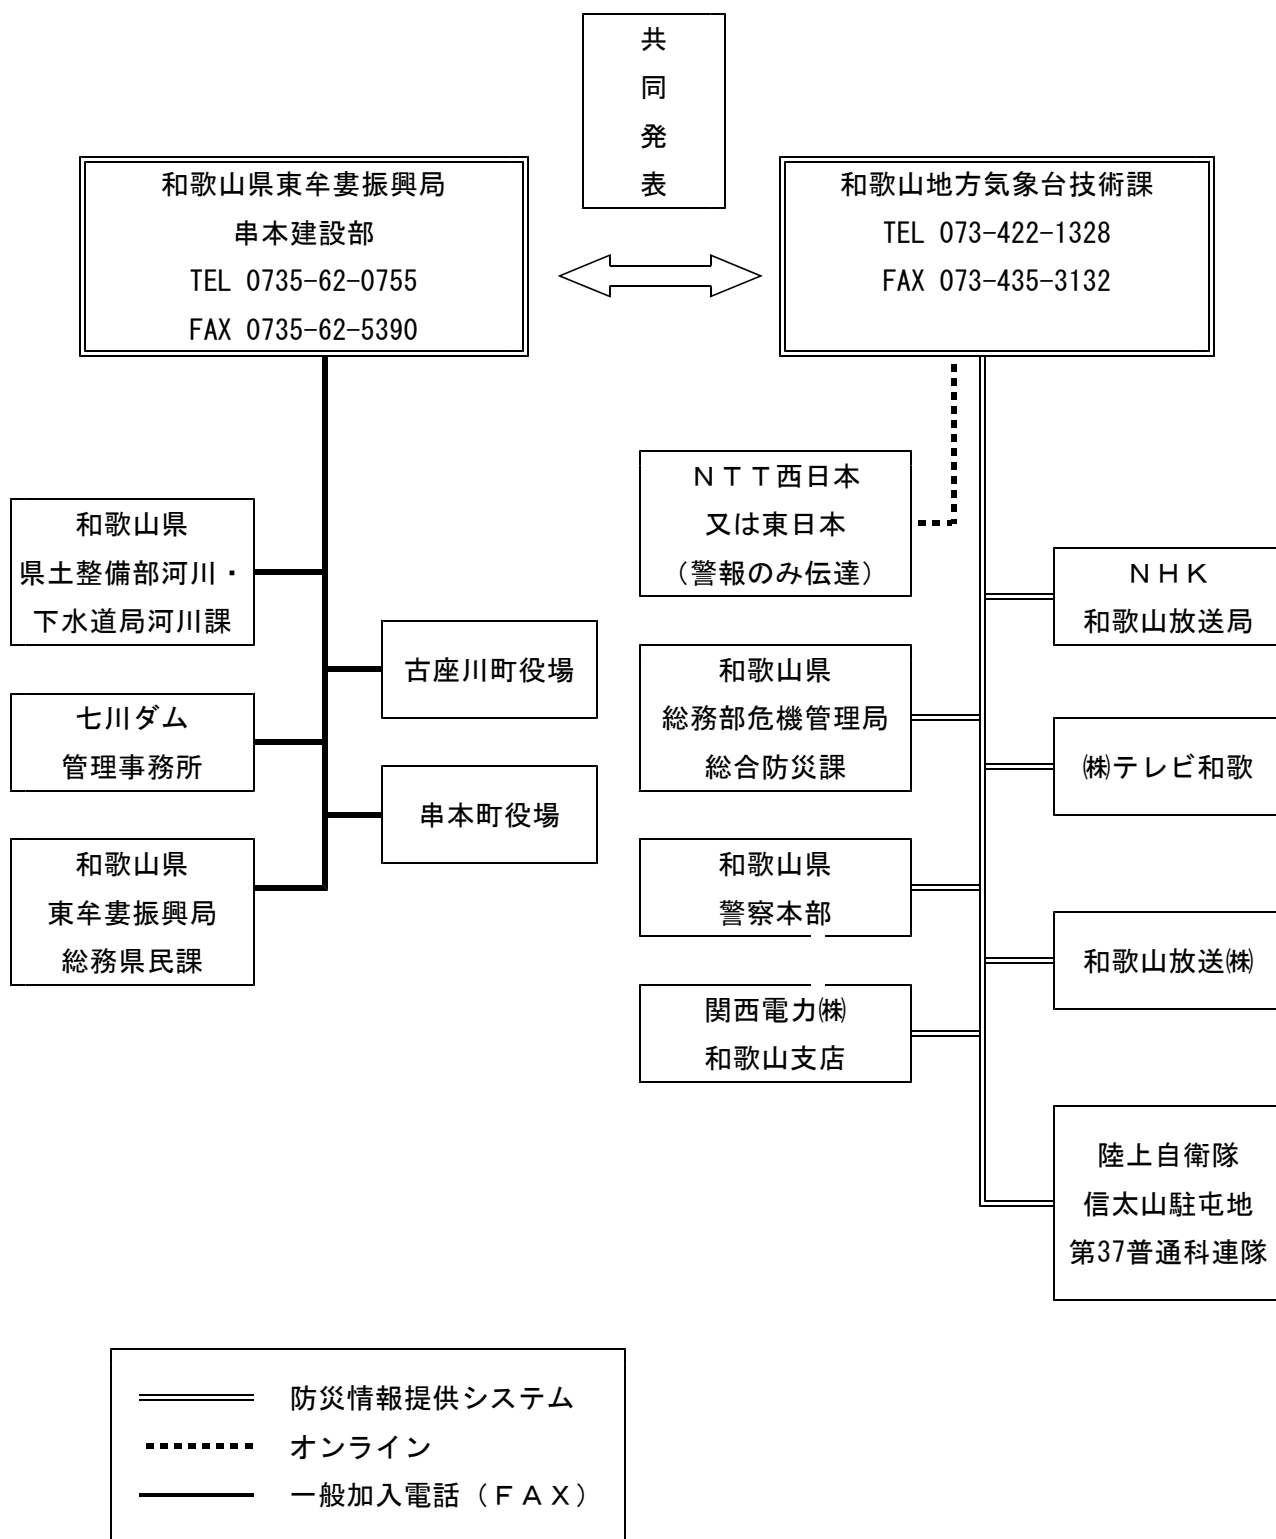 共
同
発
表
和歌山県東牟婁振興局
串本建設部
TEL 0735-62-0755
FAX 0735-62-5390
和歌山地方気象台技術課
TEL 073-422-1328
FAX 073-435-3132
和歌山県
県土整備部河川・
下水道局河川課
七川ダム
管理事務所
和歌山県
東牟婁振興局
総務県民課
古座川町役場
串本町役場
ＮＴＴ西日本
又は東日本
（警報のみ伝達）
和歌山県
総務部危機管理局
総合防災課
和歌山県
警察本部
関西電力㈱
和歌山支店
ＮＨＫ
和歌山放送局
㈱テレビ和歌
和歌山放送㈱
陸上自衛隊
信太山駐屯地
第37普通科連隊
防災情報提供システム
オンライン
一般加入電話（ＦＡＸ）